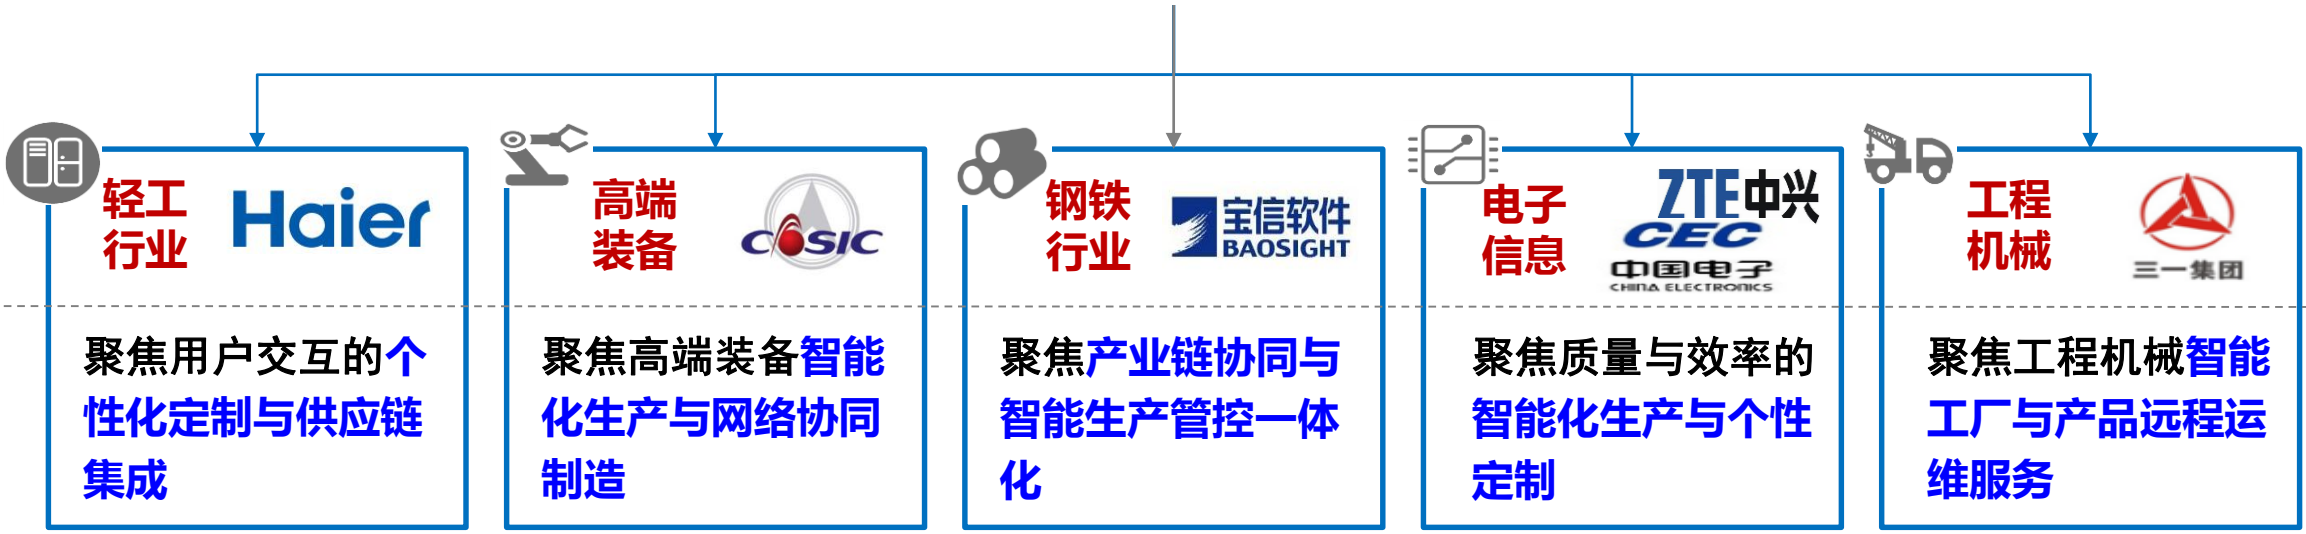 轻工
行业
Haier
聚焦用户交互的个
性化定制与供应链
集成
高端
装备
CASIC
聚焦高端装备智能
化生产与网络协同
制造
钢铁
行业
宝信软件
BAOSIGHT
聚焦产业链协同与
智能生产管控一体
化
电子
信息
ZTE中兴
CEC
中国电子
CHINA ELECTRONICS
聚焦质量与效率的
智能化生产与个性
定制
工程
机械
三一集团
聚焦工程机械智能
工厂与产品远程运
维服务